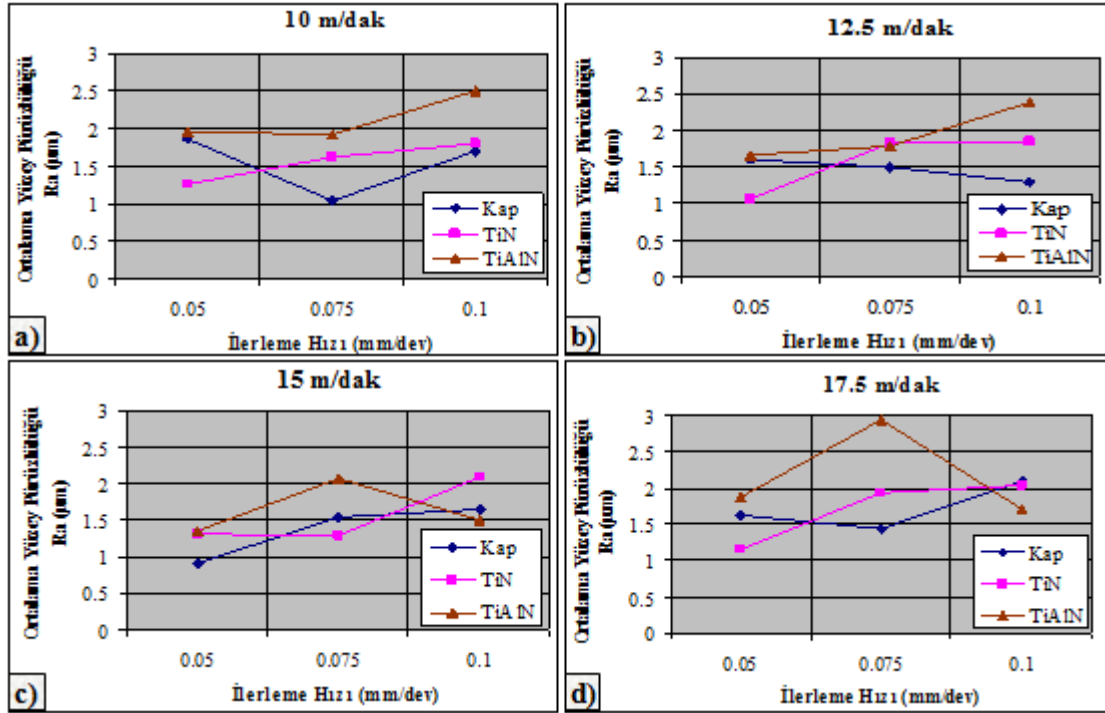 10 m/dak
Ortalama Yüzey Pürüzlülüğü
Ra (µm)
3
2.5
2
1.5
1
0.5
0
Kap
TiN
TiAlN
0.05 0.075 0.1
İlerleme Hızı (mm/dev)
a)
12.5 m/dak
Ortalama Yüzey Pürüzlülüğü
Ra (µm)
3
2.5
2
1.5
1
0.5
0
Kap
TiN
TiAlN
0.05 0.075 0.1
İlerleme Hızı (mm/dev)
b)
15 m/dak
Ortalama Yüzey Pürüzlülüğü
Ra (µm)
3
2.5
2
1.5
1
0.5
0
Kap
TiN
TiAlN
0.05 0.075 0.1
İlerleme Hızı (mm/dev)
c)
17.5 m/dak
Ortalama Yüzey Pürüzlülüğü
Ra (µm)
3
2.5
2
1.5
1
0.5
0
Kap
TiN
TiAlN
0.05 0.075 0.1
İlerleme Hızı (mm/dev)
d)